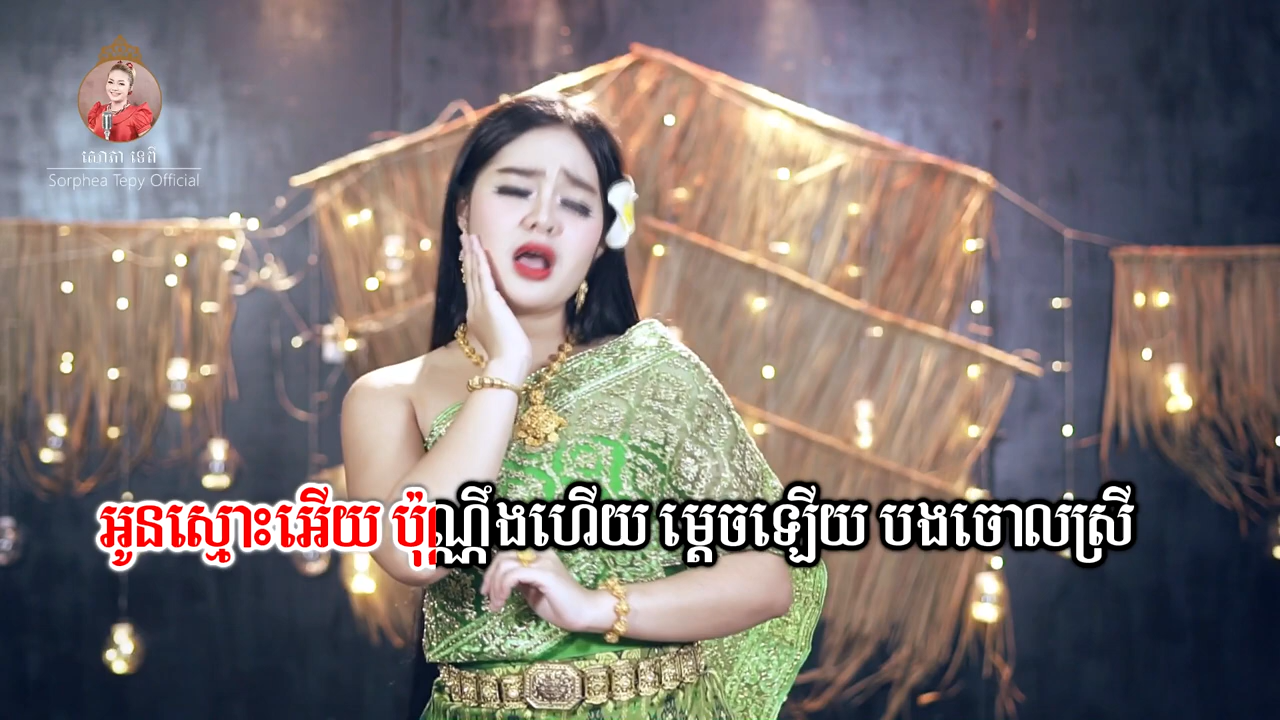 សោភា ទេពី
Sorphea Tepy Official
អូនស្មោះអើយ ប៉ុណ្ណឹងហើយ ម្ដេចឡើយ បងចោលស្រី